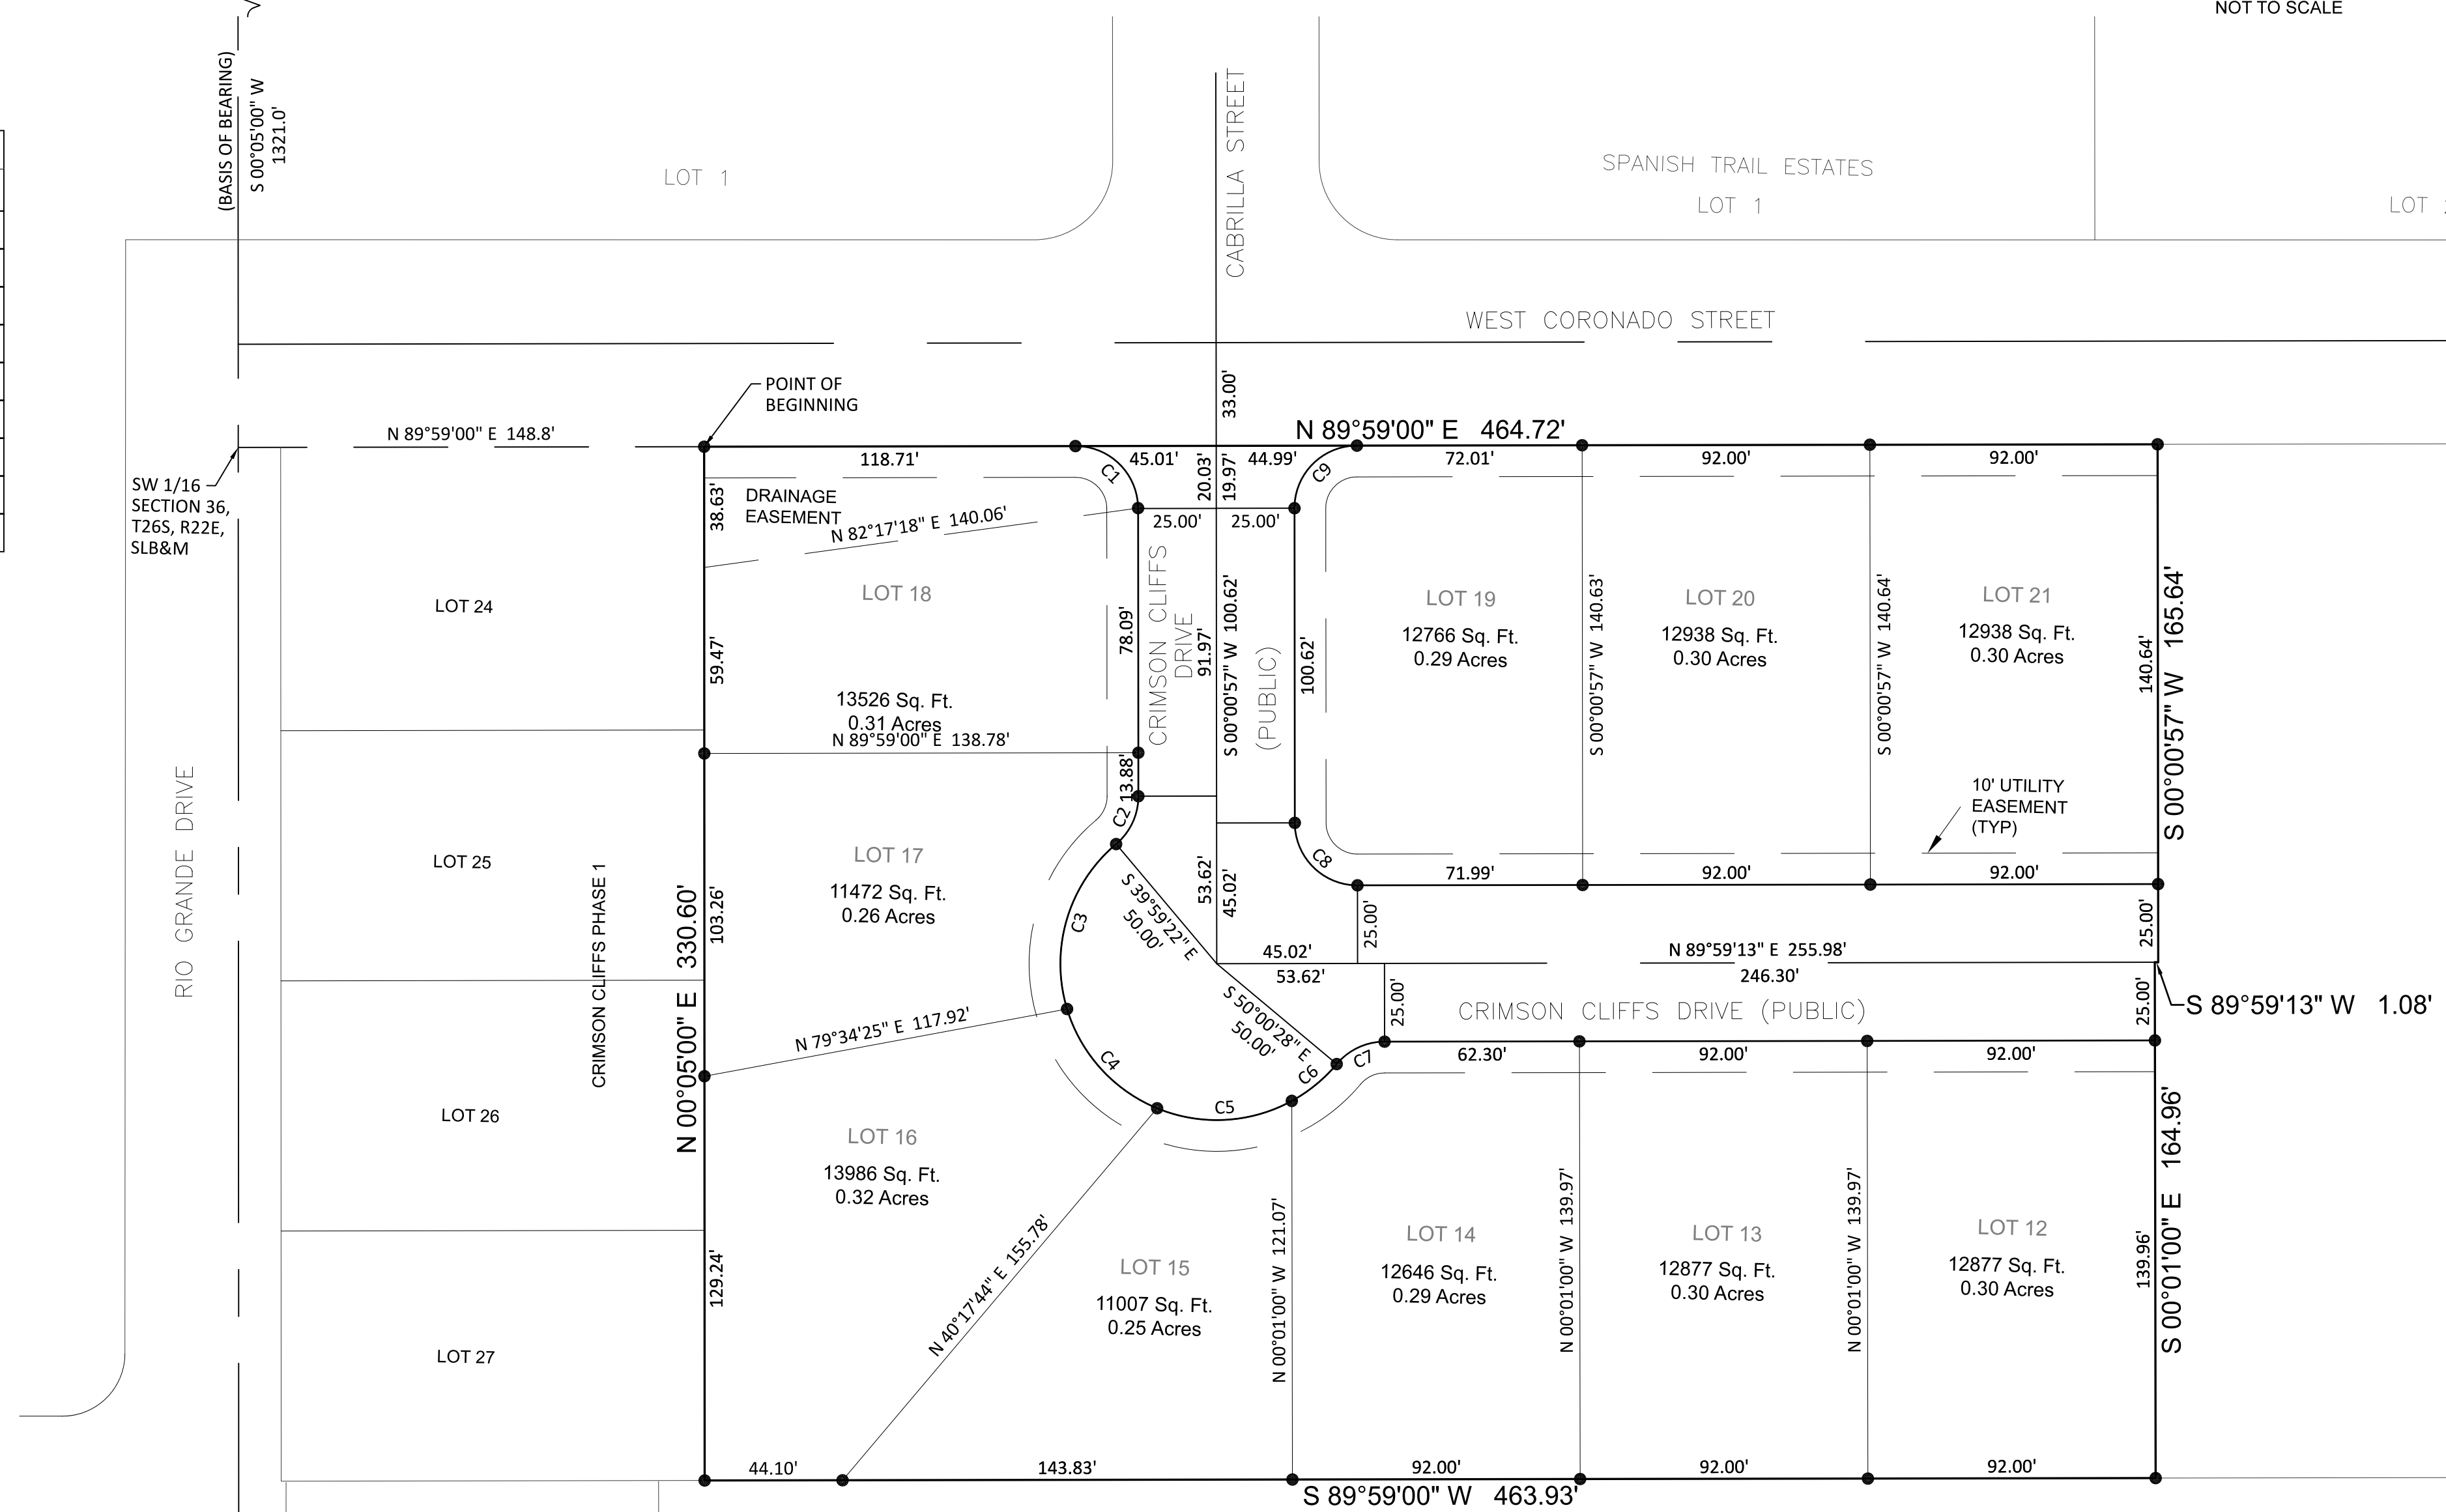 NOT TO SCALE
(BASIS OF BEARING)
S 00°05'00" W
1321.0'
CABRILLA STREET
LOT 1
SPANISH TRAIL ESTATES
LOT 1
LOT
WEST CORONADO STREET
POINT OF
BEGINNING
33.00'
N 89°59'00" E 148.8'
N 89°59'00" E 464.72'
118.71'
45.01'
20.03'
19.97'
44.99'
72.01'
92.00'
92.00'
C1
C9
SW 1/16
SECTION 36,
T26S, R22E,
SLB&M
38.63'
DRAINAGE
EASEMENT
N 82°17'18" E 140.06'
25.00'
25.00'
LOT 24
LOT 18
59.47'
13526 Sq. Ft.
0.31 Acres
N 89°59'00" E 138.78'
78.09'
CRIMSON CLIFFS
DRIVE
91.97'
S 00°00'57" W 100.62'
(PUBLIC)
100.62'
LOT 19
12766 Sq. Ft.
0.29 Acres
S 00°00'57" W 140.63'
LOT 20
12938 Sq. Ft.
0.30 Acres
S 00°00'57" W 140.64'
LOT 21
12938 Sq. Ft.
0.30 Acres
140.64'
S 00°00'57" W 165.64'
10' UTILITY
EASEMENT
(TYP)
13.88'
C2
C8
RIO GRANDE DRIVE
LOT 25
CRIMSON CLIFFS PHASE 1
N 00°05'00" E 330.60'
103.26'
LOT 17
11472 Sq. Ft.
0.26 Acres
C3
S 39°59'22" E
50.00'
53.62'
45.02'
71.99'
92.00'
92.00'
25.00'
25.00'
45.02'
N 89°59'13" E 255.98'
53.62'
246.30'
25.00'
25.00'
S 89°59'13" W 1.08'
CRIMSON CLIFFS DRIVE (PUBLIC)
S 50°00'28" E
50.00'
N 79°34'25" E 117.92'
C4
C5
C6
C7
62.30'
92.00'
92.00'
LOT 26
LOT 16
13986 Sq. Ft.
0.32 Acres
129.24'
N 40°17'44" E 155.78'
LOT 15
11007 Sq. Ft.
0.25 Acres
N 00°01'00" W 121.07'
LOT 14
12646 Sq. Ft.
0.29 Acres
N 00°01'00" W 139.97'
LOT 13
12877 Sq. Ft.
0.30 Acres
N 00°01'00" W 139.97'
LOT 12
12877 Sq. Ft.
0.30 Acres
139.96'
S 00°01'00" E 164.96'
LOT 27
44.10'
143.83'
92.00'
92.00'
92.00'
S 89°59'00" W 463.93'